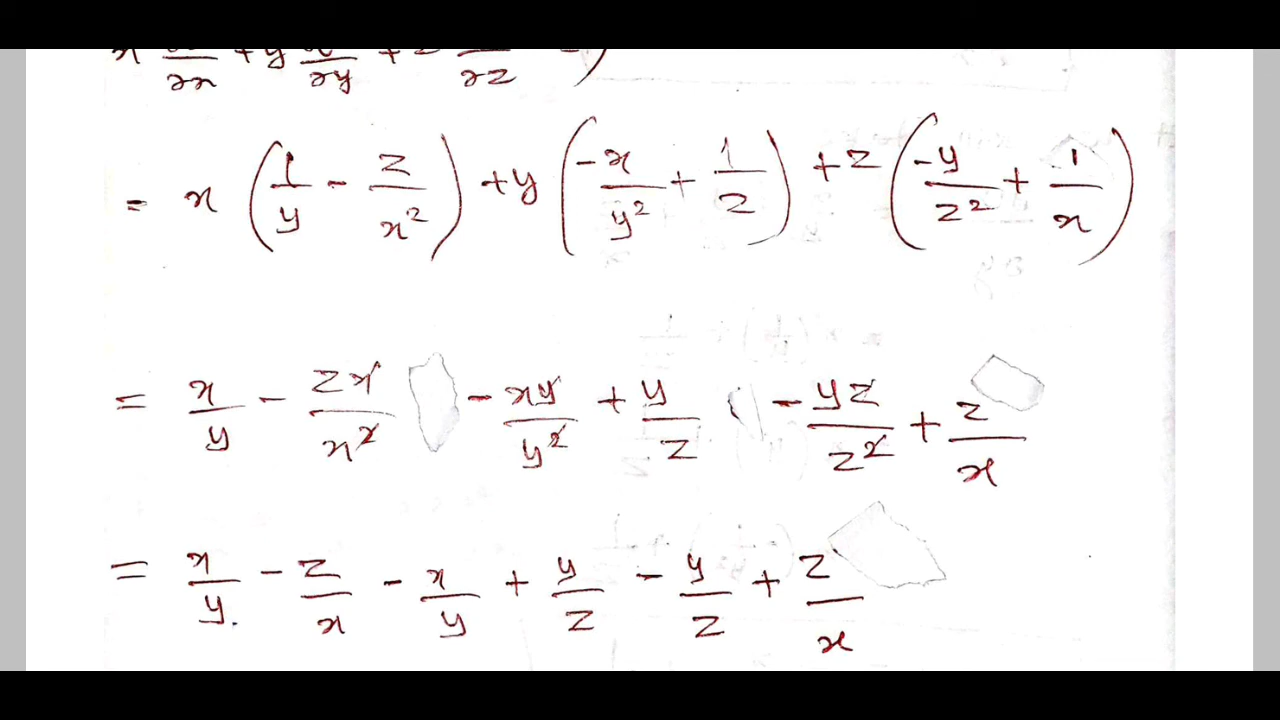 x ∂/∂x + y ∂/∂y + z ∂/∂z
= x (1/y - z/x²) + y (-x/y² + 1/z) + z (-y/z² + 1/x)
= x/y - zx/x² - xy/y² + y/z - yz/z² + z/x
= x/y - z/x - x/y + y/z - y/z + z/x